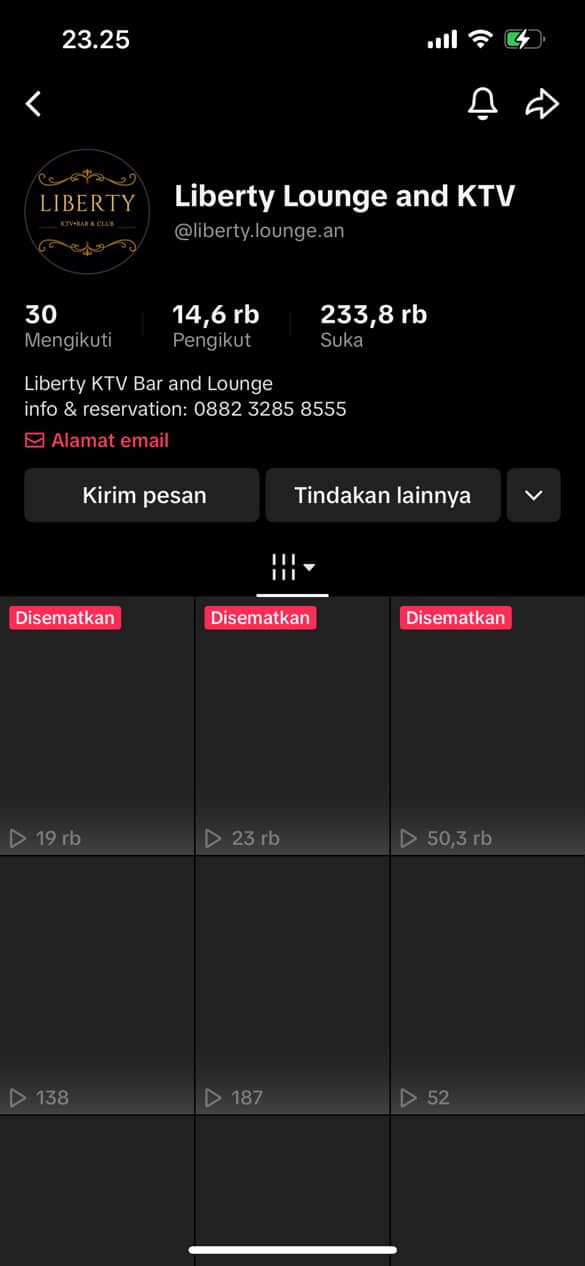 23.25
LIBERTY
KTV•BAR & CLUB
Liberty Lounge and KTV
@liberty.lounge.an
30
Mengikuti
14,6 rb
Pengikut
233,8 rb
Suka
Liberty KTV Bar and Lounge
info & reservation: 0882 3285 8555
Alamat email
Kirim pesan
Tindakan lainnya
Disematkan
Disematkan
Disematkan
19 rb
23 rb
50,3 rb
138
187
52